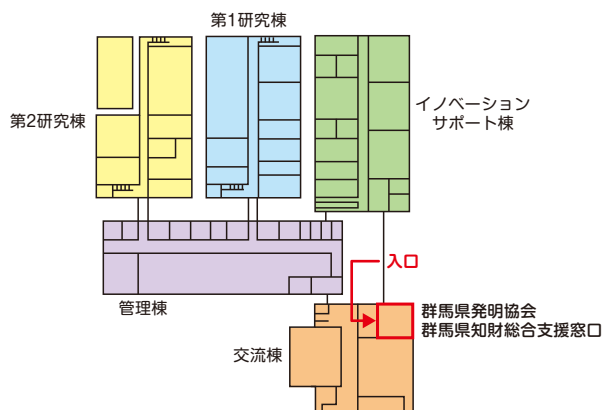 第1研究棟
第2研究棟
イノベーション
サポート棟
入口
管理棟
群馬県発明協会
群馬県知財総合支援窓口
交流棟